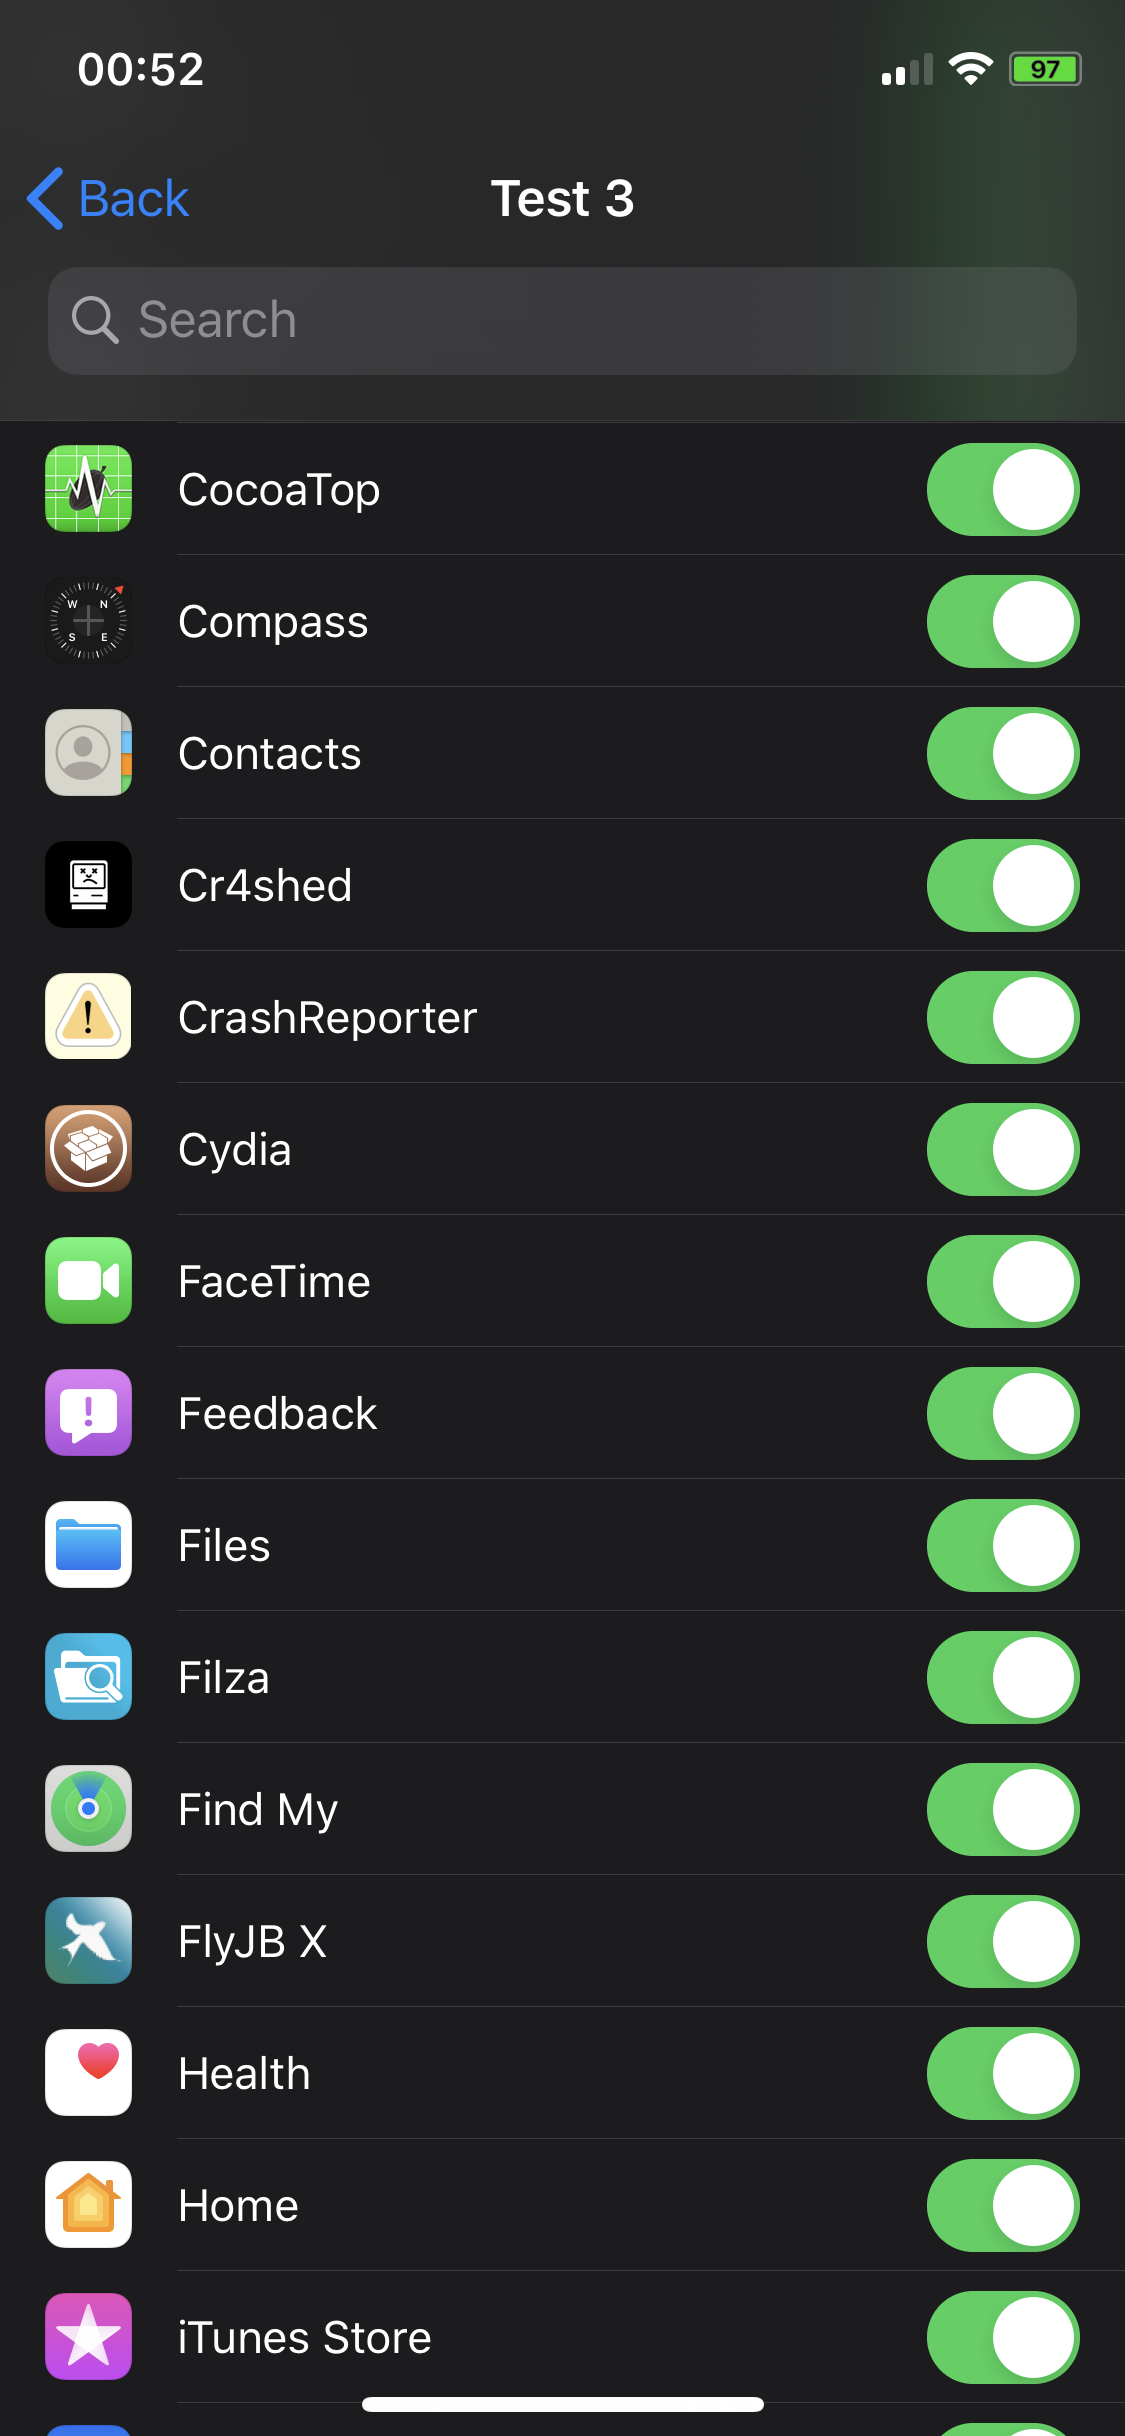 00:52
97
Back
Test 3
Search
CocoaTop
W N
S E
Compass
Contacts
Cr4shed
!
CrashReporter
Cydia
FaceTime
!
Feedback
Files
Filza
Find My
FlyJB X
Health
Home
iTunes Store